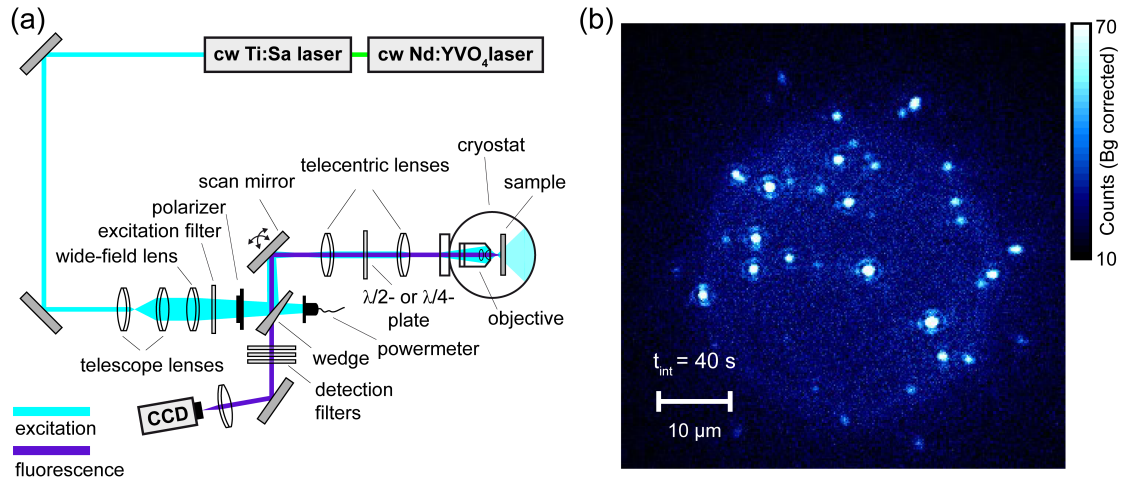 (a)
cw Ti:Sa laser
cw Nd:YVO4laser
cryostat
telecentric lenses
sample
scan mirror
polarizer
excitation filter
wide-field lens
λ/2- or λ/4-
plate
objective
powermeter
wedge
telescope lenses
detection
filters
CCD
excitation
fluorescence
(b)
70
Counts (Bg corrected)
10
tint = 40 s
10 μm